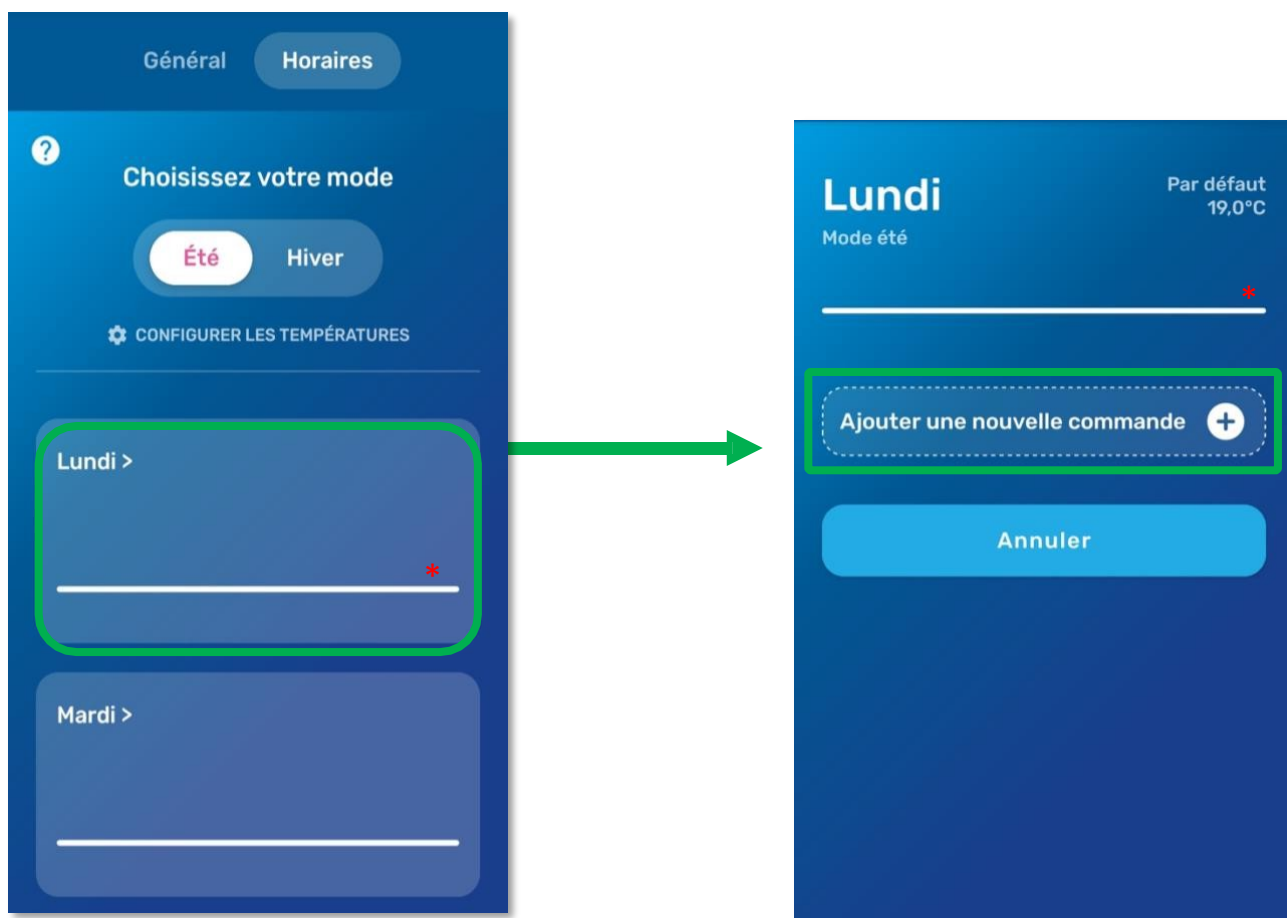 Général Horaires
?
Choisissez votre mode
Été Hiver
CONFIGURER LES TEMPÉRATURES
Lundi >
*
Mardi >
Lundi
Mode été
Par défaut
19,0°C
*
Ajouter une nouvelle commande +
Annuler